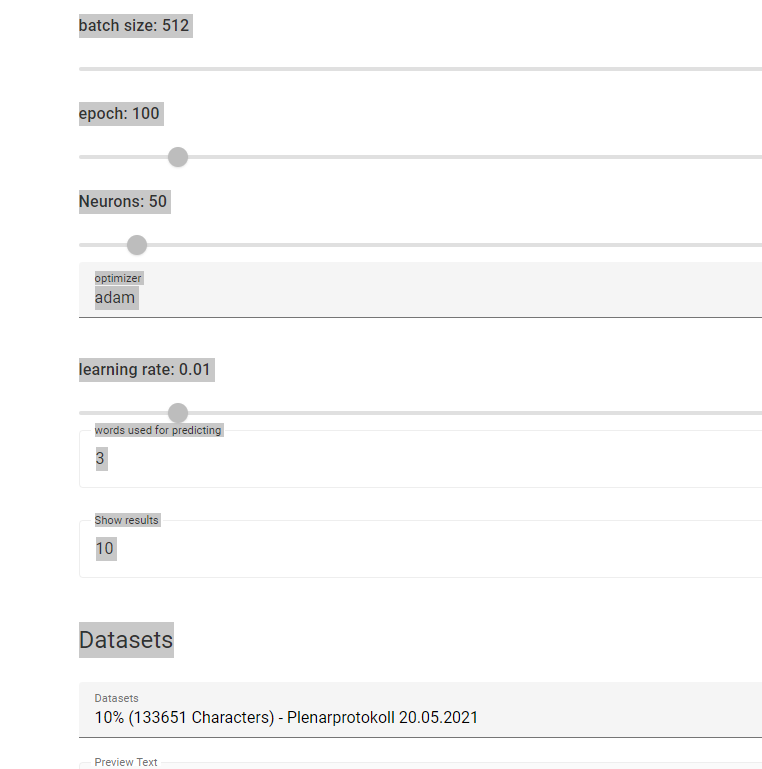 batch size: 512
epoch: 100
Neurons: 50
optimizer
adam
learning rate: 0.01
words used for predicting
3
Show results
10
Datasets
Datasets
10% (133651 Characters) - Plenarprotokoll 20.05.2021
Preview Text